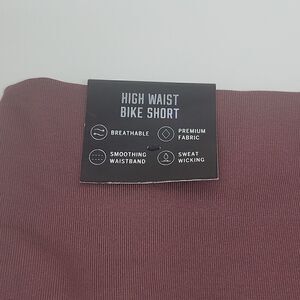 HIGH WAIST
BIKE SHORT
BREATHABLE
PREMIUM
FABRIC
SMOOTHING
WAISTBAND
SWEAT
WICKING